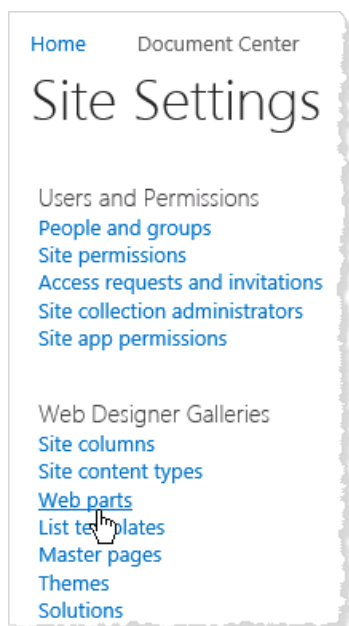 Home Document Center
Site Settings
Users and Permissions
People and groups
Site permissions
Access requests and invitations
Site collection administrators
Site app permissions
Web Designer Galleries
Site columns
Site content types
Web parts
List templates
Master pages
Themes
Solutions